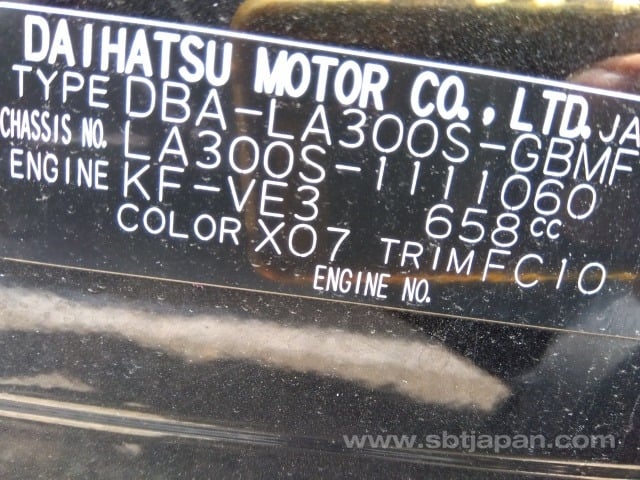 DAIHATSU MOTOR CO., LTD. JA
TYPE DBA-LA300S-GBMF
CHASSIS NO. LA300S-1111060
ENGINE KF-VE3 658cc
COLOR X07 TRIM FC10
ENGINE NO.
www.sbtjapan.com